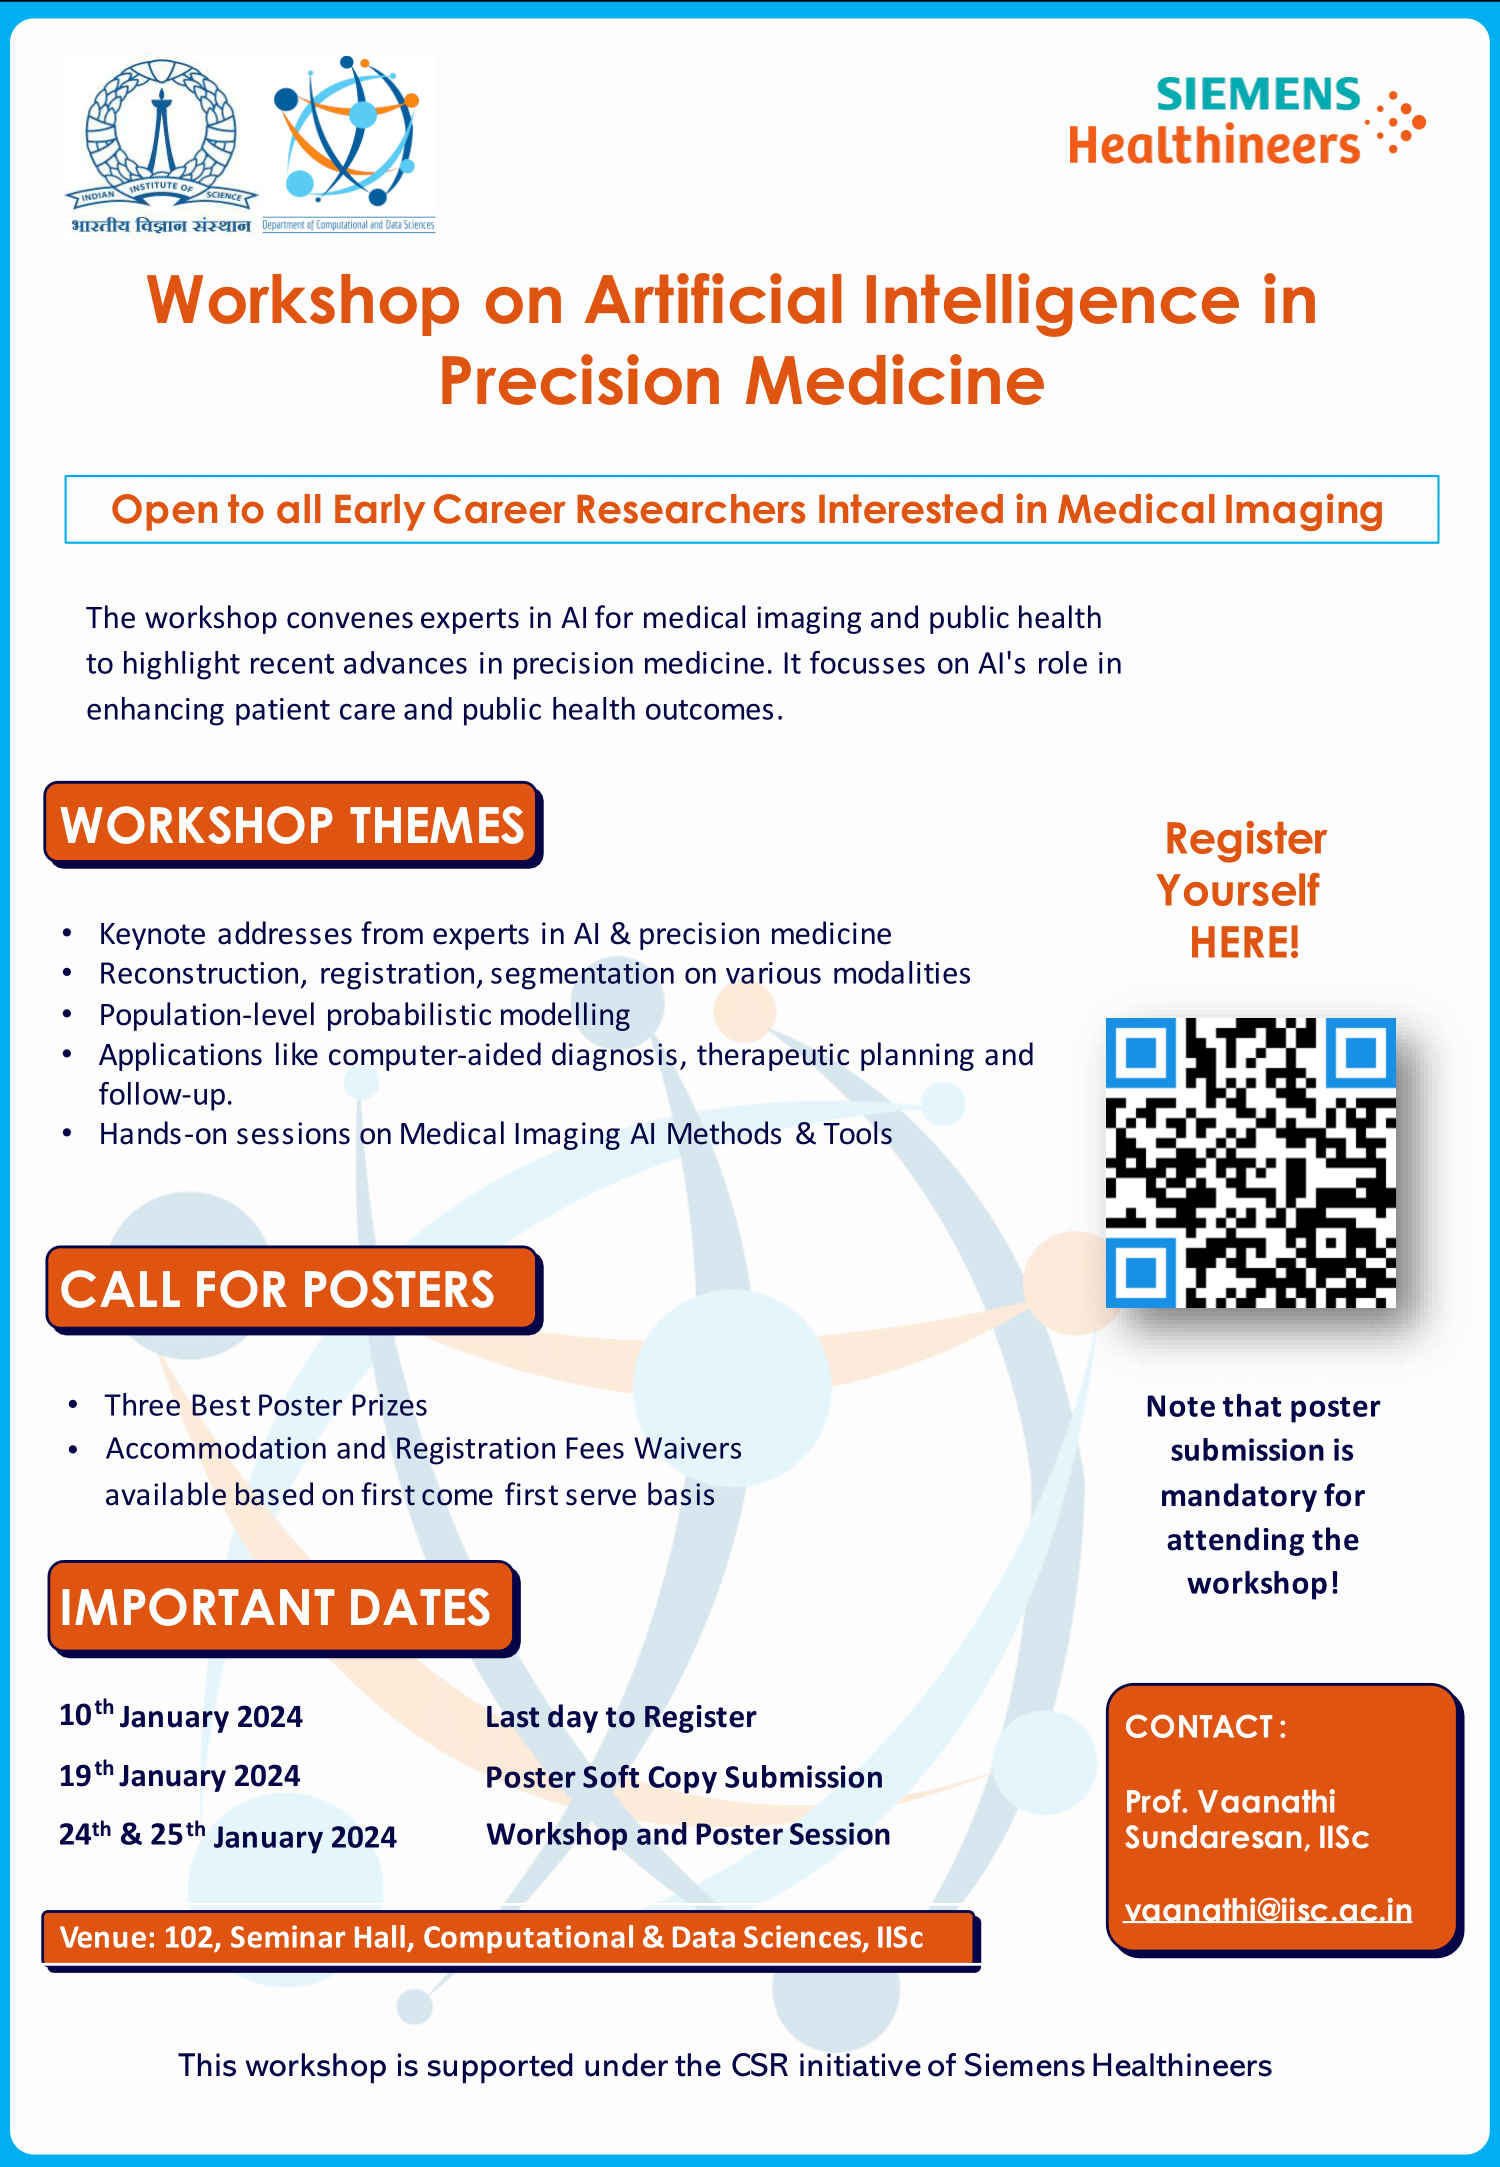 INDIAN INSTITUTE OF SCIENCE
भारतीय विज्ञान संस्थान
Department of Computational and Data Sciences
SIEMENS
Healthineers
Workshop on Artificial Intelligence in
Precision Medicine
Open to all Early Career Researchers Interested in Medical Imaging
The workshop convenes experts in AI for medical imaging and public health
to highlight recent advances in precision medicine. It focusses on AI's role in
enhancing patient care and public health outcomes.
WORKSHOP THEMES
• Keynote addresses from experts in AI & precision medicine
• Reconstruction, registration, segmentation on various modalities
• Population-level probabilistic modelling
• Applications like computer-aided diagnosis, therapeutic planning and
follow-up.
• Hands-on sessions on Medical Imaging AI Methods & Tools
Register
Yourself
HERE!
CALL FOR POSTERS
• Three Best Poster Prizes
• Accommodation and Registration Fees Waivers
available based on first come first serve basis
Note that poster
submission is
mandatory for
attending the
workshop!
IMPORTANT DATES
10th January 2024 Last day to Register
19th January 2024 Poster Soft Copy Submission
24th & 25th January 2024 Workshop and Poster Session
CONTACT :
Prof. Vaanathi
Sundaresan, IISc
vaanathi@iisc.ac.in
Venue: 102, Seminar Hall, Computational & Data Sciences, IISc
This workshop is supported under the CSR initiative of Siemens Healthineers